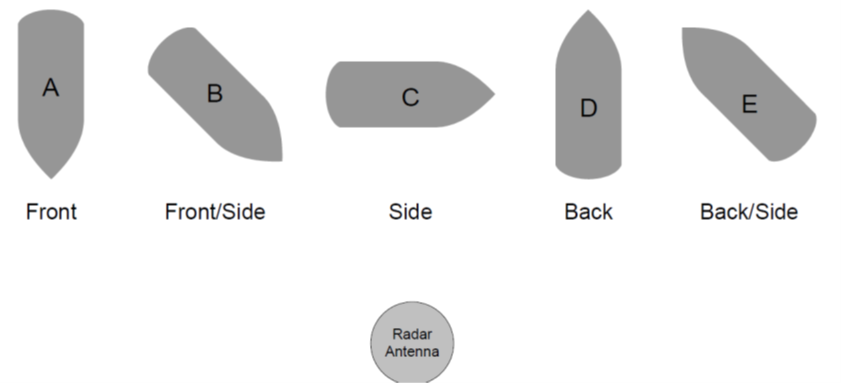 A
B
C
D
E
Front
Front/Side
Side
Back
Back/Side
Radar
Antenna